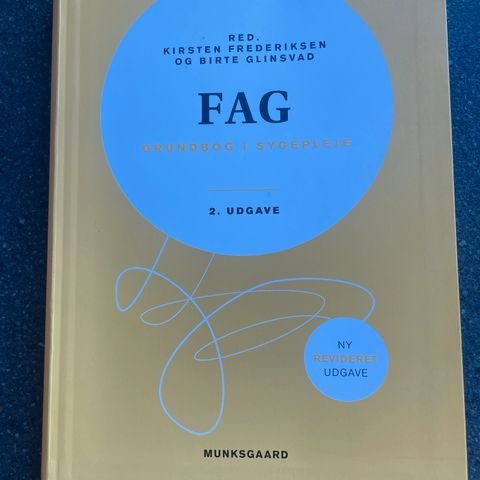 RED.
KIRSTEN FREDERIKSEN
OG BIRTE GLINSVAD
FAG
GRUNDBOG I SYGEPLEJE
2. UDGAVE
NY
REVIDERET
UDGAVE
MUNKSGAARD